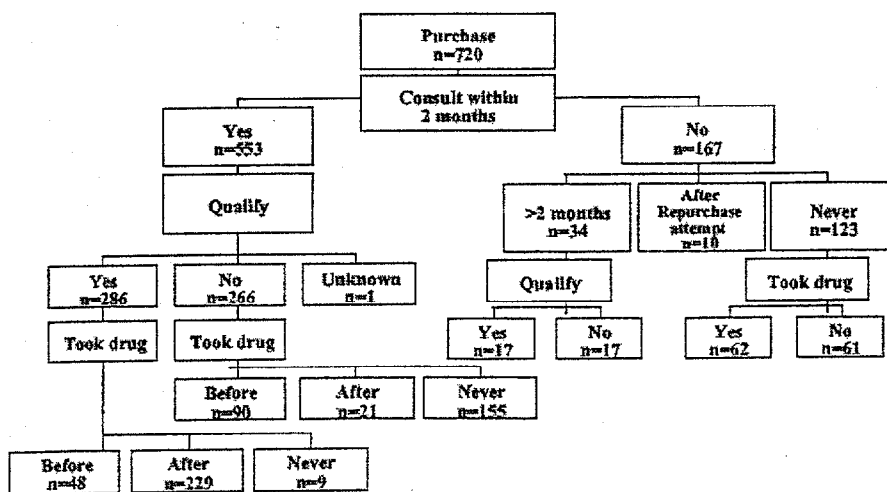 Purchase
n=720
Consult within
2 months
Yes
n=553
No
n=167
Qualify
>2 months
n=34
After
Repurchase
attempt
n=10
Never
n=123
Yes
n=286
No
n=266
Unknown
n=1
Qualify
Took drug
Took drug
Took drug
Yes
n=17
No
n=17
Yes
n=62
No
n=61
Before
n=90
After
n=21
Never
n=155
Before
n=48
After
n=229
Never
n=9